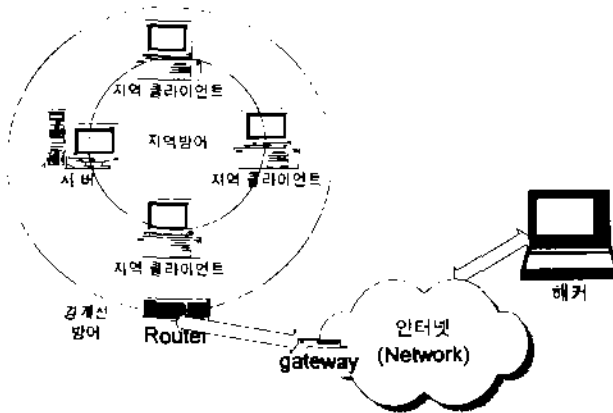 지역 클라이언트
지역방어
서 버
지역 클라이언트
지역 클라이언트
경계선
방어
Router
gateway
인터넷
(Network)
해커